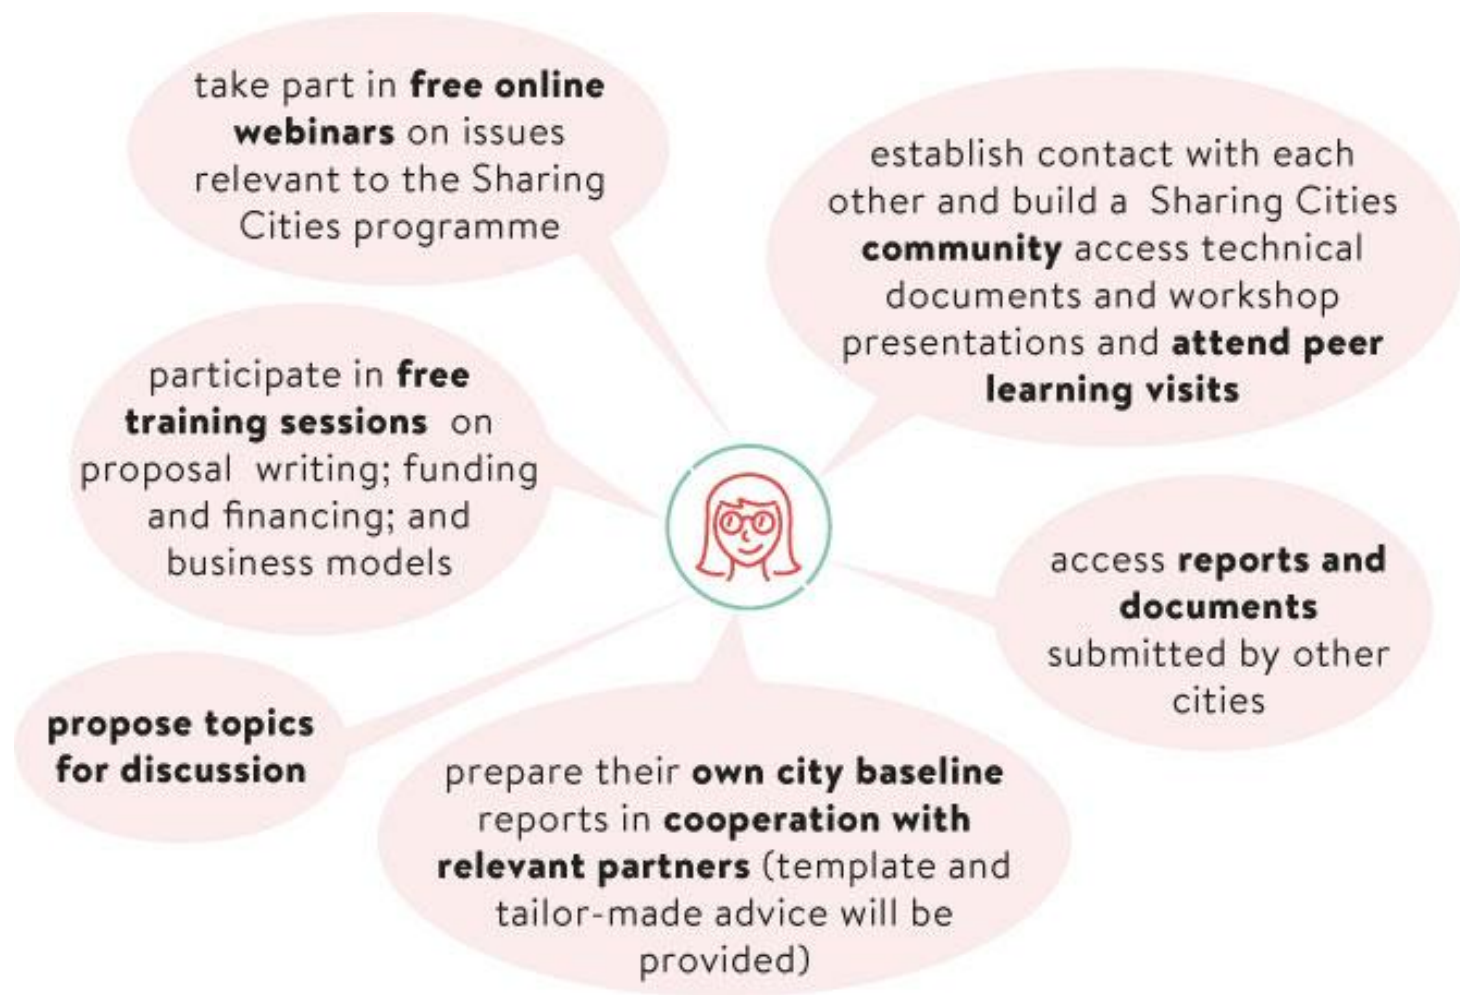 take part in free online
webinars on issues
relevant to the Sharing
Cities programme
establish contact with each
other and build a Sharing Cities
community access technical
documents and workshop
presentations and attend peer
learning visits
participate in free
training sessions on
proposal writing; funding
and financing; and
business models
access reports and
documents
submitted by other
cities
propose topics
for discussion
prepare their own city baseline
reports in cooperation with
relevant partners (template and
tailor-made advice will be
provided)